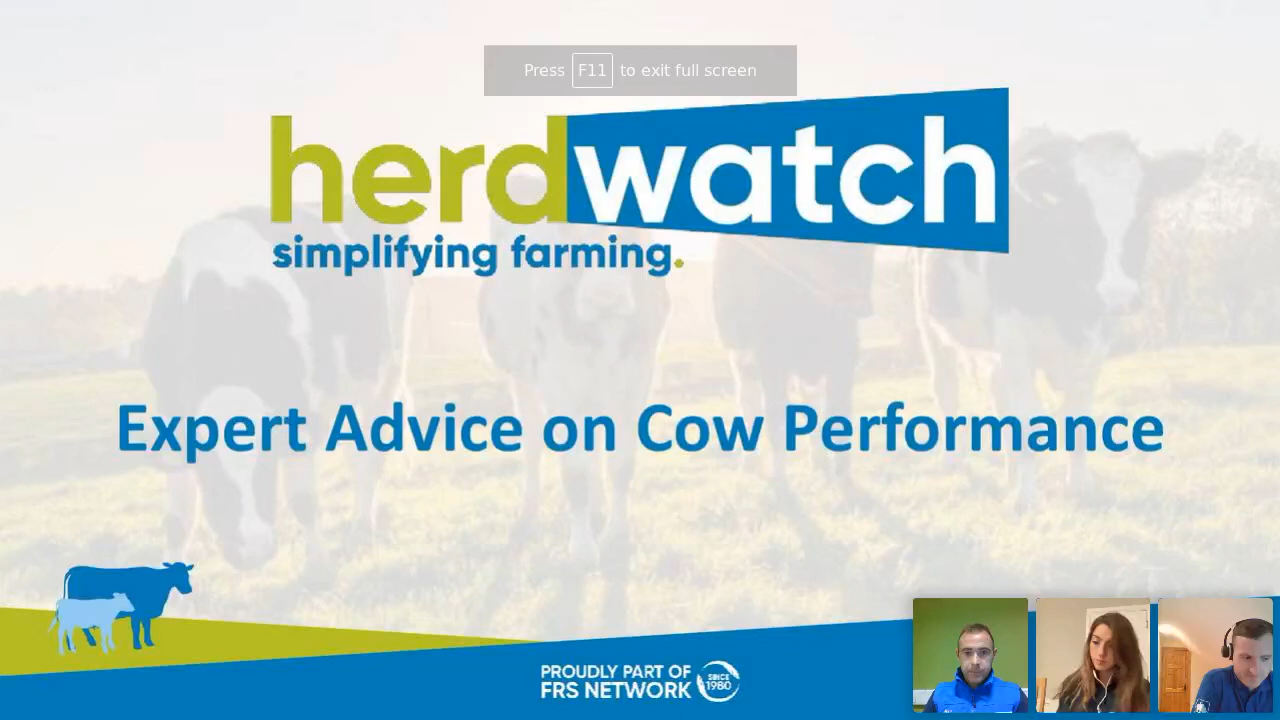 Press F11 to exit full screen
herdwatch
simplifying farming.
Expert Advice on Cow Performance
PROUDLY PART OF
FRS NETWORK
SINCE
1980